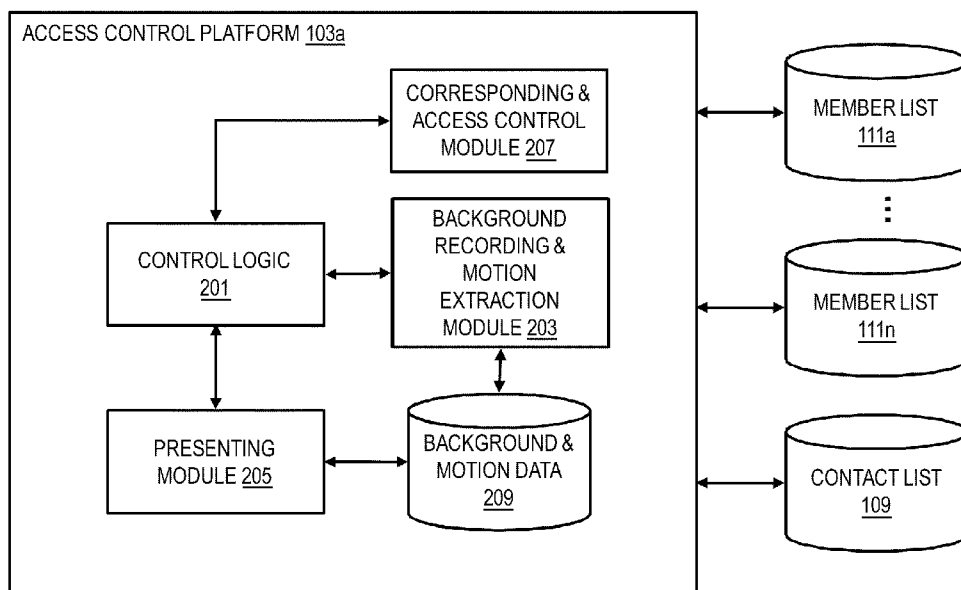 ACCESS CONTROL PLATFORM 103a
CORRESPONDING &
ACCESS CONTROL
MODULE 207
BACKGROUND
RECORDING &
MOTION
EXTRACTION
MODULE 203
CONTROL LOGIC
201
PRESENTING
MODULE 205
BACKGROUND &
MOTION DATA
209
MEMBER LIST
111a
⋮
MEMBER LIST
111n
CONTACT LIST
109